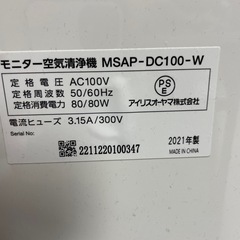 モニター空気清浄機 MSAP-DC100-W
定格電圧 AC100V
定格周波数 50/60Hz
定格消費電力 80/80W
電流ヒューズ 3.15A/300V
PSE
アイリスオーヤマ株式会社
2021年製
MADE IN CHINA
Serial No.:
2211220100347